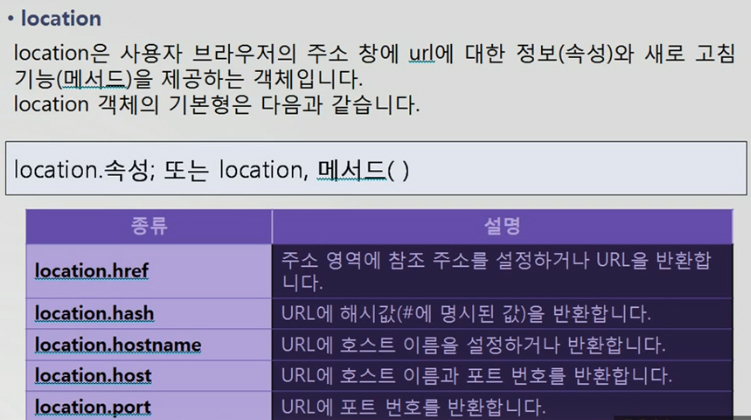 • location
location은 사용자 브라우저의 주소 창에 url에 대한 정보(속성)와 새로 고침
기능(메서드)을 제공하는 객체입니다.
location 객체의 기본형은 다음과 같습니다.
location.속성; 또는 location, 메서드( )
종류 설명
location.href 주소 영역에 참조 주소를 설정하거나 URL을 반환합
니다.
location.hash URL에 해시값(#에 명시된 값)을 반환합니다.
location.hostname URL에 호스트 이름을 설정하거나 반환합니다.
location.host URL에 호스트 이름과 포트 번호를 반환합니다.
location.port URL에 포트 번호를 반환합니다.